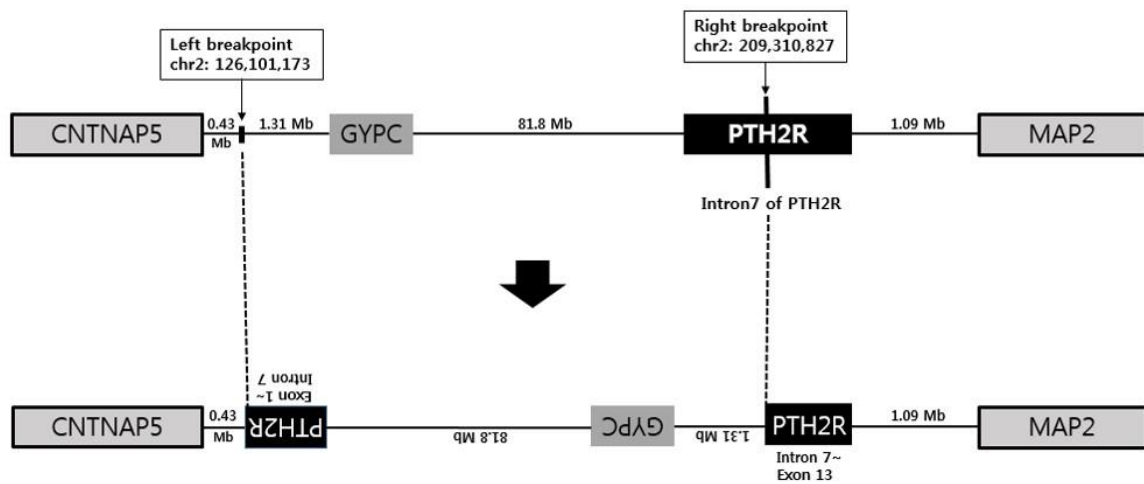 Left breakpoint
chr2: 126,101,173
Right breakpoint
chr2: 209,310,827
CNTNAP5
0.43
Mb
1.31 Mb
GYPC
81.8 Mb
PTH2R
1.09 Mb
MAP2
Intron7 of PTH2R
Exon 1~
Intron 7
CNTNAP5
0.43
Mb
PTH2R
81.8 Mb
GYPC
1.31 Mb
PTH2R
1.09 Mb
MAP2
Intron 7~
Exon 13